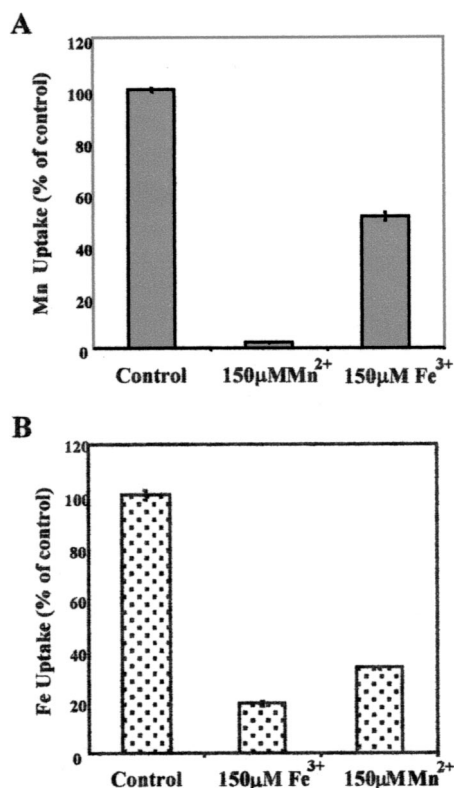 A
120
100
80
60
40
20
0
Mn Uptake (% of control)
Control 150µMMn2+ 150µM Fe3+
B
120
100
80
60
40
20
0
Fe Uptake (% of control)
Control 150µM Fe3+ 150µMMn2+